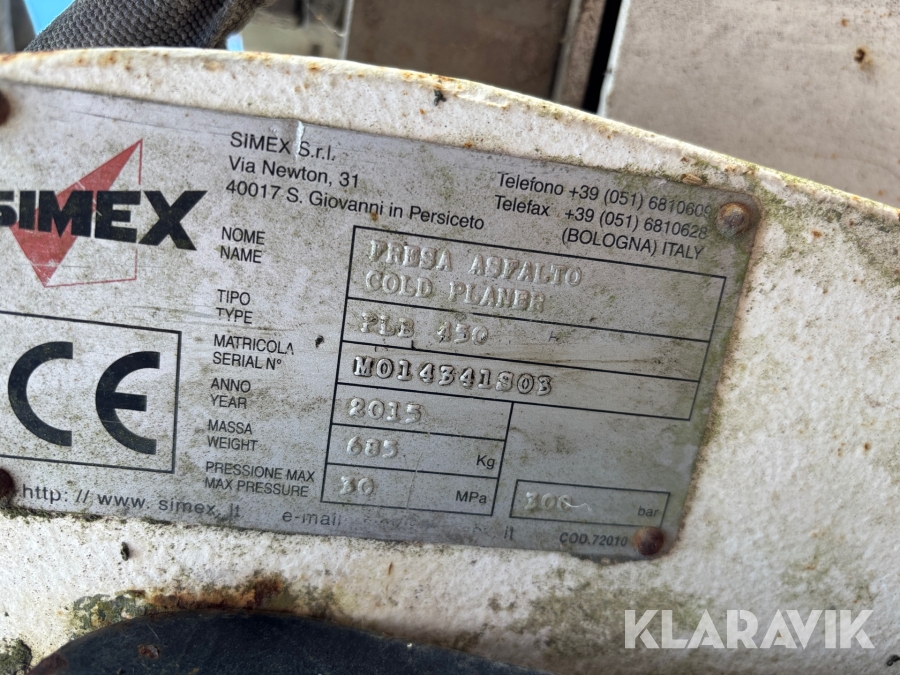 SIMEX
SIMEX S.r.l.
Via Newton, 31
40017 S. Giovanni in Persiceto
Telefono +39 (051) 6810609
Telefax +39 (051) 6810628
(BOLOGNA) ITALY
NOME
NAME
FRESA ASFALTO
COLD PLANER
TIPO
TYPE
PLB 450
MATRICOLA
SERIAL N°
M014341S03
ANNO
YEAR
2015
MASSA
WEIGHT
685 Kg
PRESSIONE MAX
MAX PRESSURE
30 MPa
300 bar
CE
http: // www. simex.it
e-mail it
COD.72010
KLARAVIK